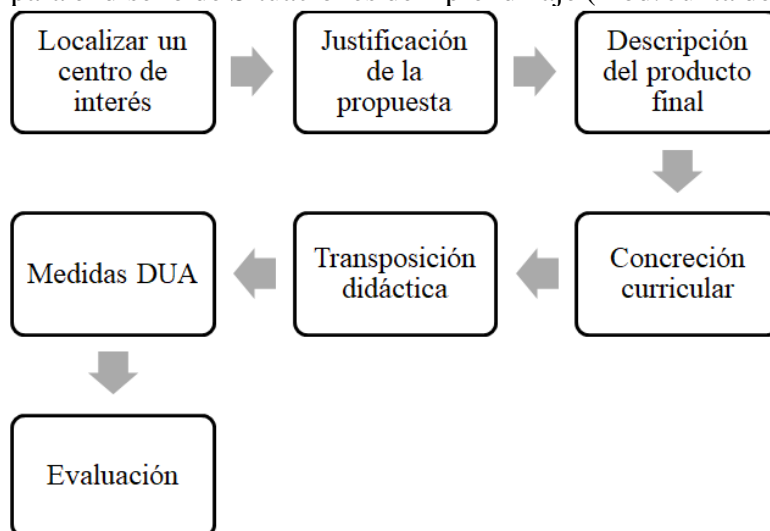 Localizar un
centro de
interés
Justificación
de la
propuesta
Descripción
del producto
final
Concreción
curricular
Transposición
didáctica
Medidas DUA
Evaluación